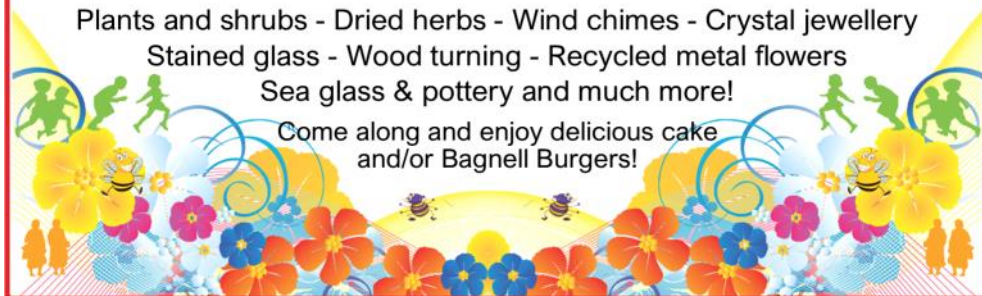 Plants and shrubs - Dried herbs - Wind chimes - Crystal jewellery
Stained glass - Wood turning - Recycled metal flowers
Sea glass & pottery and much more!
Come along and enjoy delicious cake
and/or Bagnell Burgers!